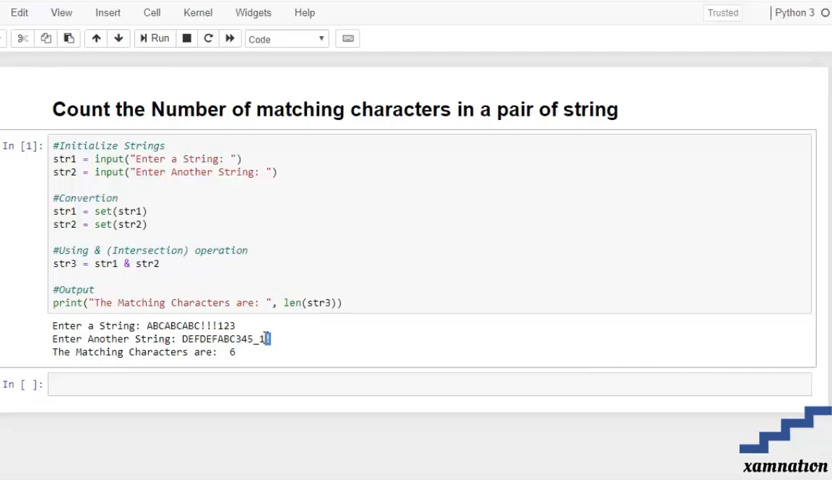 Edit View Insert Cell Kernel Widgets Help Trusted Python 3
Run Code
Count the Number of matching characters in a pair of string
In [1]: #Initialize Strings
str1 = input("Enter a String: ")
str2 = input("Enter Another String: ")
#Convertion
str1 = set(str1)
str2 = set(str2)
#Using & (Intersection) operation
str3 = str1 & str2
#Output
print("The Matching Characters are: ", len(str3))
Enter a String: ABCABCABC!!!123
Enter Another String: DEFDEFABC345_1!
The Matching Characters are:  6
In [ ]:
xamnation